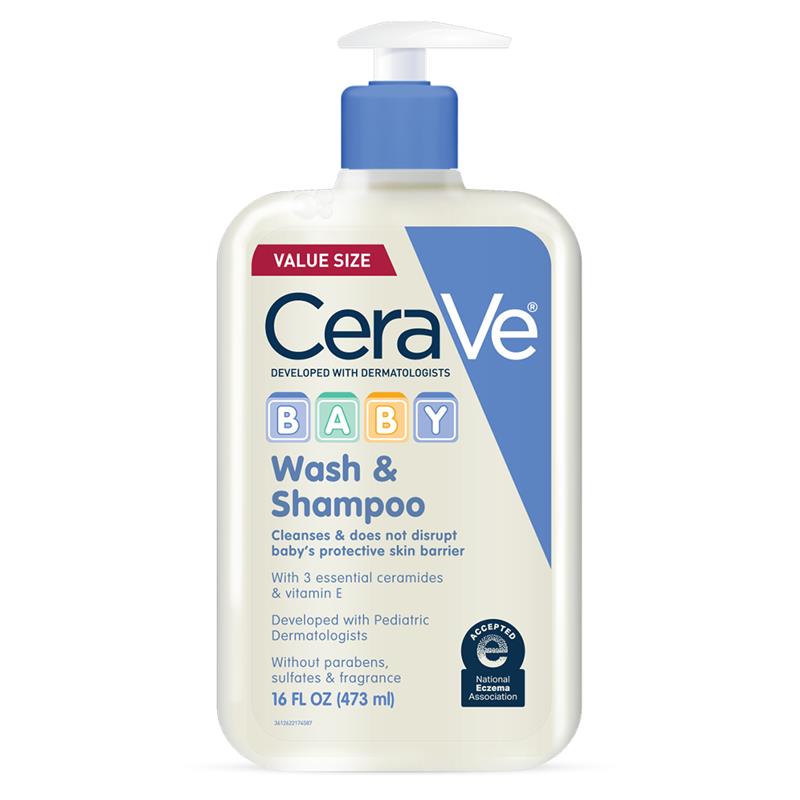 VALUE SIZE
CeraVe®
DEVELOPED WITH DERMATOLOGISTS
BABY
Wash &
Shampoo
Cleanses & does not disrupt
baby's protective skin barrier
With 3 essential ceramides
& vitamin E
Developed with Pediatric
Dermatologists
Without parabens,
sulfates & fragrance
16 FL OZ (473 ml)
3612622174587
ACCEPTED
e
National
Eczema
Association